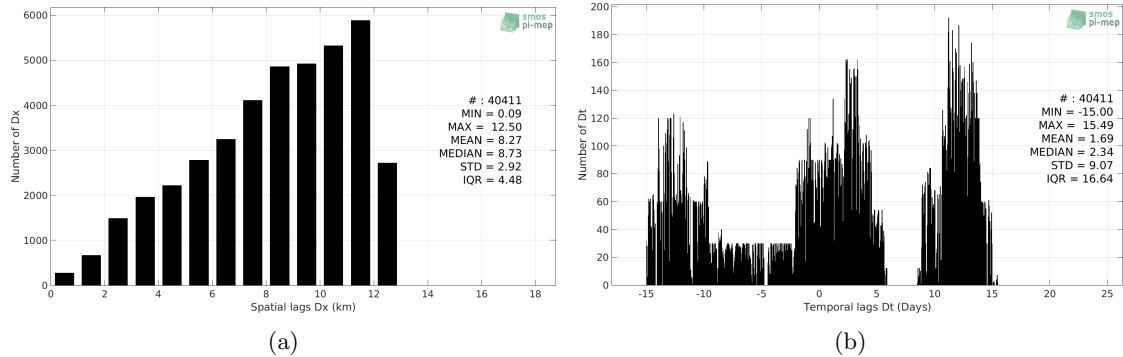 smos
pi-mep
Number of Dx
6000
5000
4000
3000
2000
1000
0
# : 40411
MIN = 0.09
MAX = 12.50
MEAN = 8.27
MEDIAN = 8.73
STD = 2.92
IQR = 4.48
0 2 4 6 8 10 12 14 16 18
Spatial lags Dx (km)
(a)
smos
pi-mep
Number of Dt
200
180
160
140
120
100
80
60
40
20
0
# : 40411
MIN = -15.00
MAX = 15.49
MEAN = 1.69
MEDIAN = 2.34
STD = 9.07
IQR = 16.64
-15 -10 -5 0 5 10 15 20 25
Temporal lags Dt (Days)
(b)